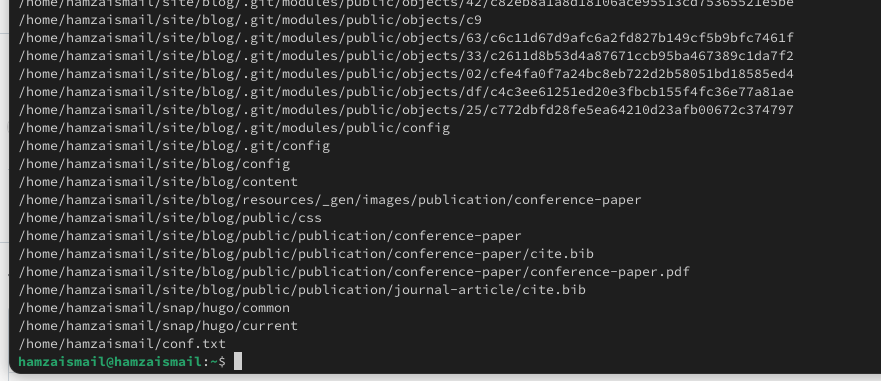 /home/hamzaismail/site/blog/.git/modules/public/objects/42/c82eb8a1a8d18106ace95513cd75365521e5be
/home/hamzaismail/site/blog/.git/modules/public/objects/c9
/home/hamzaismail/site/blog/.git/modules/public/objects/63/c6c11d67d9afc6a2fd827b149cf5b9bfc7461f
/home/hamzaismail/site/blog/.git/modules/public/objects/33/c2611d8b53d4a87671ccb95ba467389c1da7f2
/home/hamzaismail/site/blog/.git/modules/public/objects/02/cfe4fa0f7a24bc8eb722d2b58051bd18585ed4
/home/hamzaismail/site/blog/.git/modules/public/objects/df/c4c3ee61251ed20e3fbcb155f4fc36e77a81ae
/home/hamzaismail/site/blog/.git/modules/public/objects/25/c772dbfd28fe5ea64210d23afb00672c374797
/home/hamzaismail/site/blog/.git/modules/public/config
/home/hamzaismail/site/blog/.git/config
/home/hamzaismail/site/blog/config
/home/hamzaismail/site/blog/content
/home/hamzaismail/site/blog/resources/_gen/images/publication/conference-paper
/home/hamzaismail/site/blog/public/css
/home/hamzaismail/site/blog/public/publication/conference-paper
/home/hamzaismail/site/blog/public/publication/conference-paper/cite.bib
/home/hamzaismail/site/blog/public/publication/conference-paper/conference-paper.pdf
/home/hamzaismail/site/blog/public/publication/journal-article/cite.bib
/home/hamzaismail/snap/hugo/common
/home/hamzaismail/snap/hugo/current
/home/hamzaismail/conf.txt
hamzaismail@hamzaismail:~$